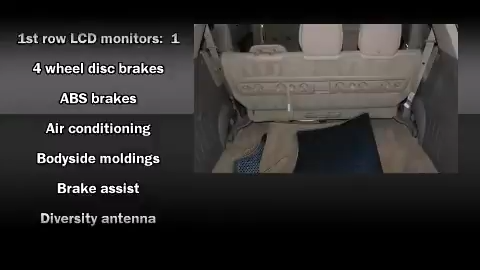 1st row LCD monitors:  1
4 wheel disc brakes
ABS brakes
Air conditioning
Bodyside moldings
Brake assist
Diversity antenna